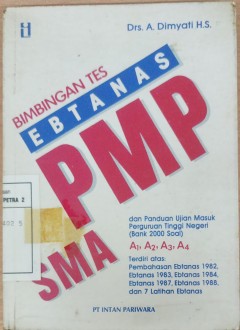 Drs. A. Dimyati H.S.
BIMBINGAN TES
EBTANAS
PMP
SMA
dan Panduan Ujian Masuk
Perguruan Tinggi Negeri
(Bank 2000 Soal)
A1, A2, A3, A4
Terdiri atas:
Pembahasan Ebtanas 1982,
Ebtanas 1983, Ebtanas 1984,
Ebtanas 1987, Ebtanas 1988,
dan 7 Latihan Ebtanas
PETRA 2
PT INTAN PARIWARA